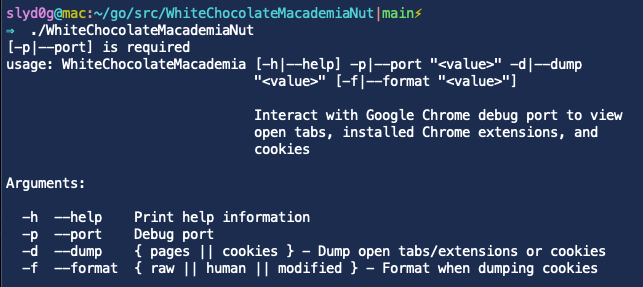 slyd0g@mac:~/go/src/WhiteChocolateMacademiaNut|main⚡
⇒ ./WhiteChocolateMacademiaNut
[-p|--port] is required
usage: WhiteChocolateMacademia [-h|--help] -p|--port "<value>" -d|--dump
"<value>" [-f|--format "<value>"]
Interact with Google Chrome debug port to view
open tabs, installed Chrome extensions, and
cookies
Arguments:
-h --help Print help information
-p --port Debug port
-d --dump { pages || cookies } - Dump open tabs/extensions or cookies
-f --format { raw || human || modified } - Format when dumping cookies